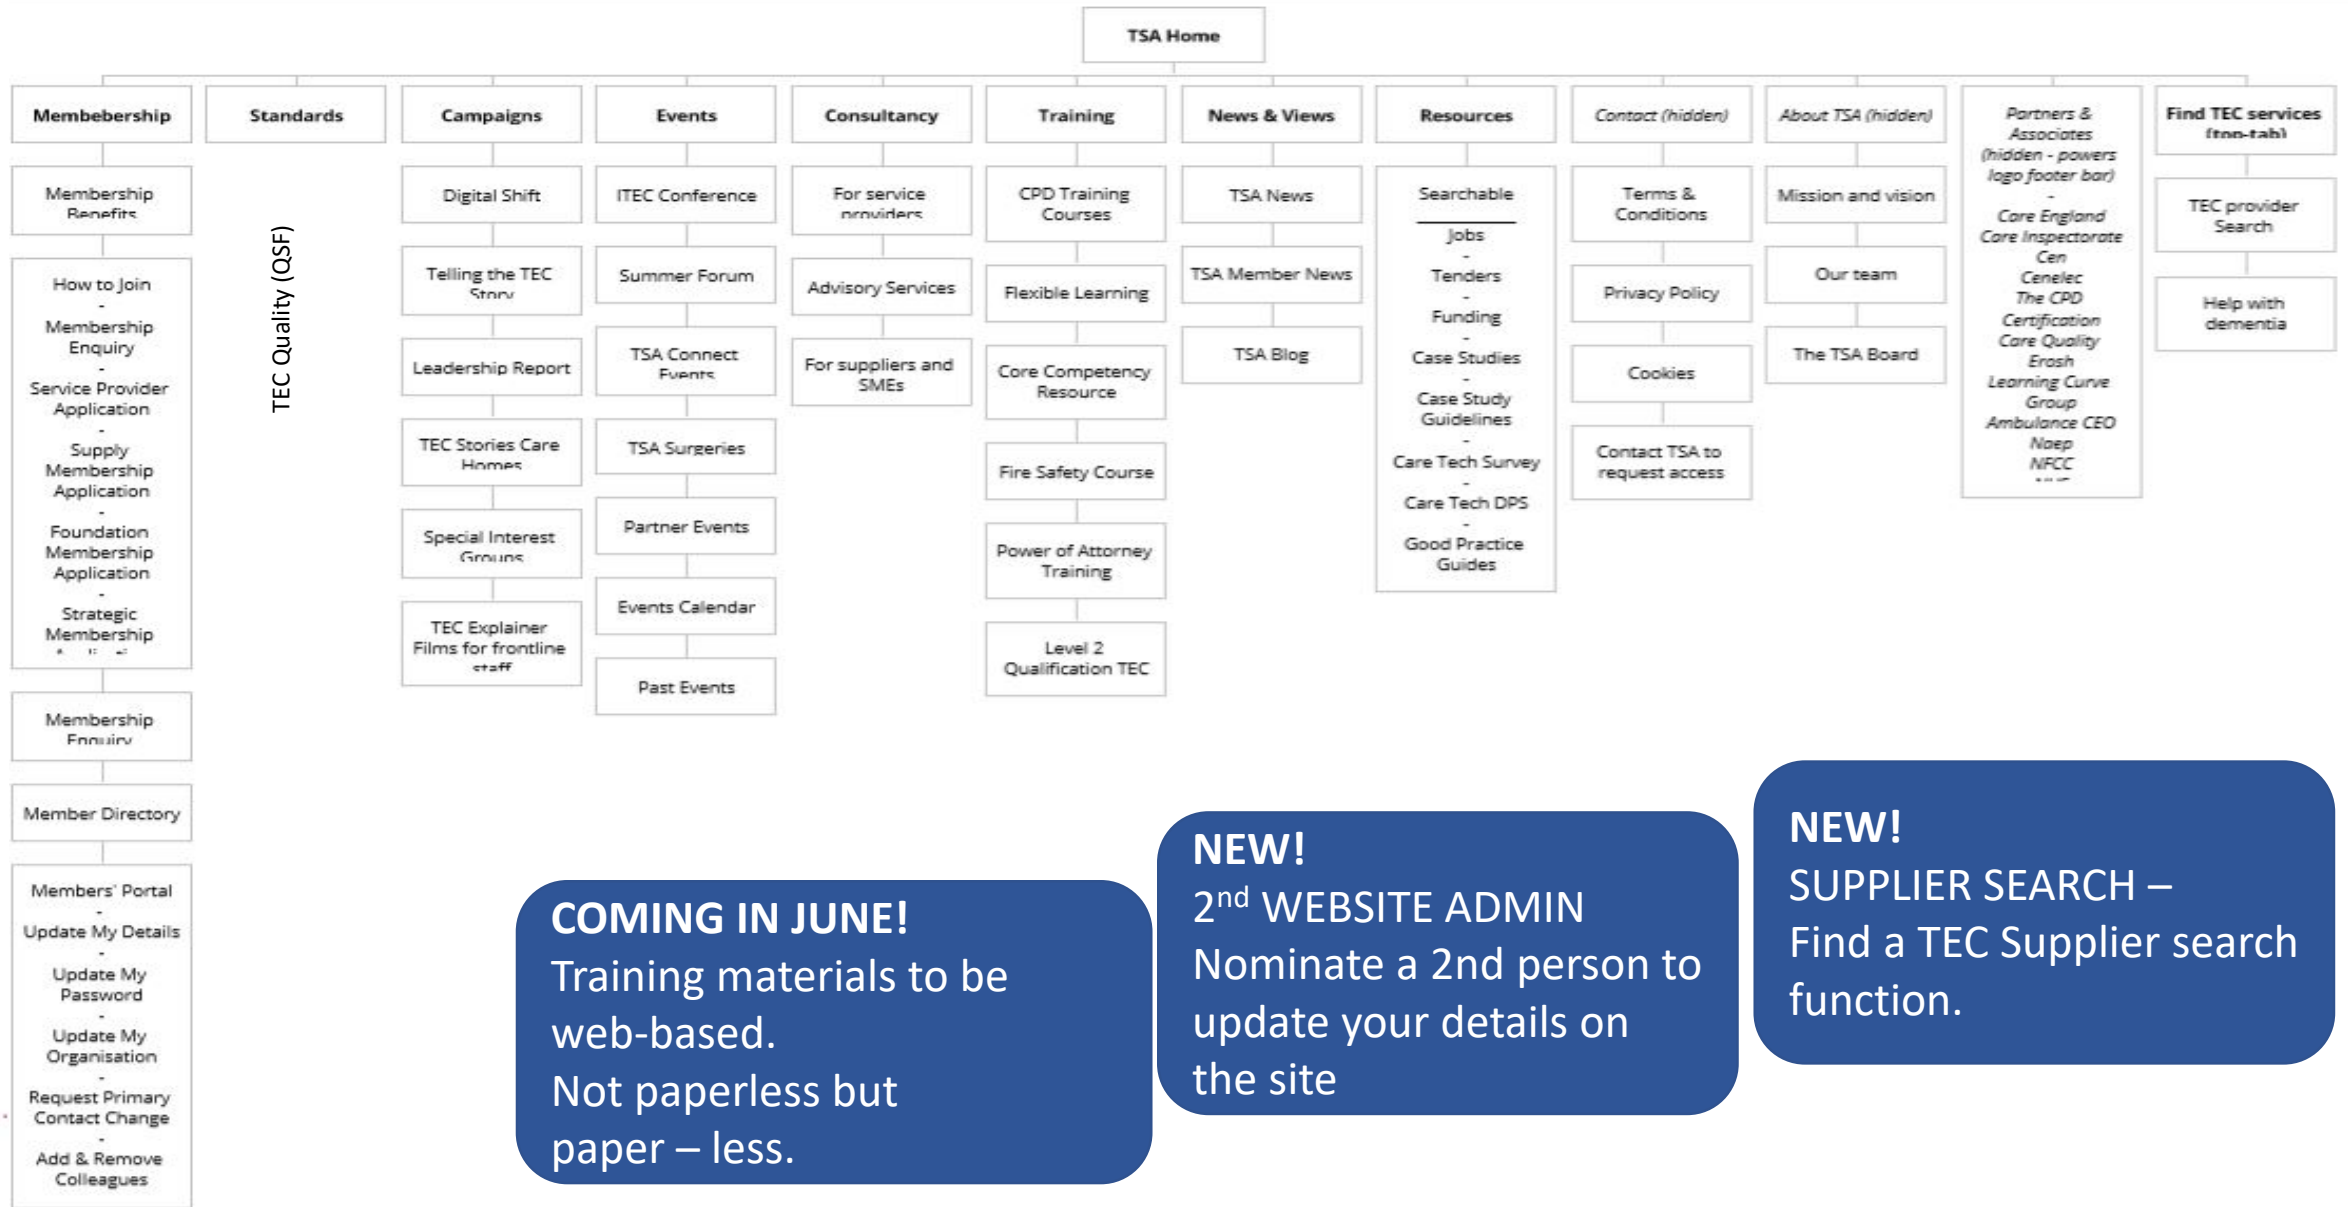 TSA Home
Membebership
Membership
Benefits
How to Join
-
Membership
Enquiry
-
Service Provider
Application
-
Supply
Membership
Application
-
Foundation
Membership
Application
-
Strategic
Membership
Membership
Enquiry
Member Directory
Members' Portal
-
Update My Details
-
Update My
Password
-
Update My
Organisation
-
Request Primary
Contact Change
-
Add & Remove
Colleagues
Standards
TEC Quality (QSF)
Campaigns
Digital Shift
Telling the TEC
Story
Leadership Report
TEC Stories Care
Homes
Special Interest
Groups
TEC Explainer
Films for frontline
staff
Events
ITEC Conference
Summer Forum
TSA Connect
Events
TSA Surgeries
Partner Events
Events Calendar
Past Events
Consultancy
For service
providers
Advisory Services
For suppliers and
SMEs
Training
CPD Training
Courses
Flexible Learning
Core Competency
Resource
Fire Safety Course
Power of Attorney
Training
Level 2
Qualification TEC
News & Views
TSA News
TSA Member News
TSA Blog
Resources
Searchable
Jobs
-
Tenders
-
Funding
-
Case Studies
-
Case Study
Guidelines
-
Care Tech Survey
-
Care Tech DPS
-
Good Practice
Guides
Contact (hidden)
Terms &
Conditions
Privacy Policy
Cookies
Contact TSA to
request access
About TSA (hidden)
Mission and vision
Our team
The TSA Board
Partners &
Associates
(hidden - powers
logo footer bar)
-
Care England
Care Inspectorate
Cen
Cenelec
The CPD
Certification
Care Quality
Erosh
Learning Curve
Group
Ambulance CEO
Naep
NFCC
Find TEC services
(top-tab)
TEC provider
Search
Help with
dementia
COMING IN JUNE!
Training materials to be
web-based.
Not paperless but
paper – less.
NEW!
2nd WEBSITE ADMIN
Nominate a 2nd person to
update your details on
the site
NEW!
SUPPLIER SEARCH –
Find a TEC Supplier search
function.